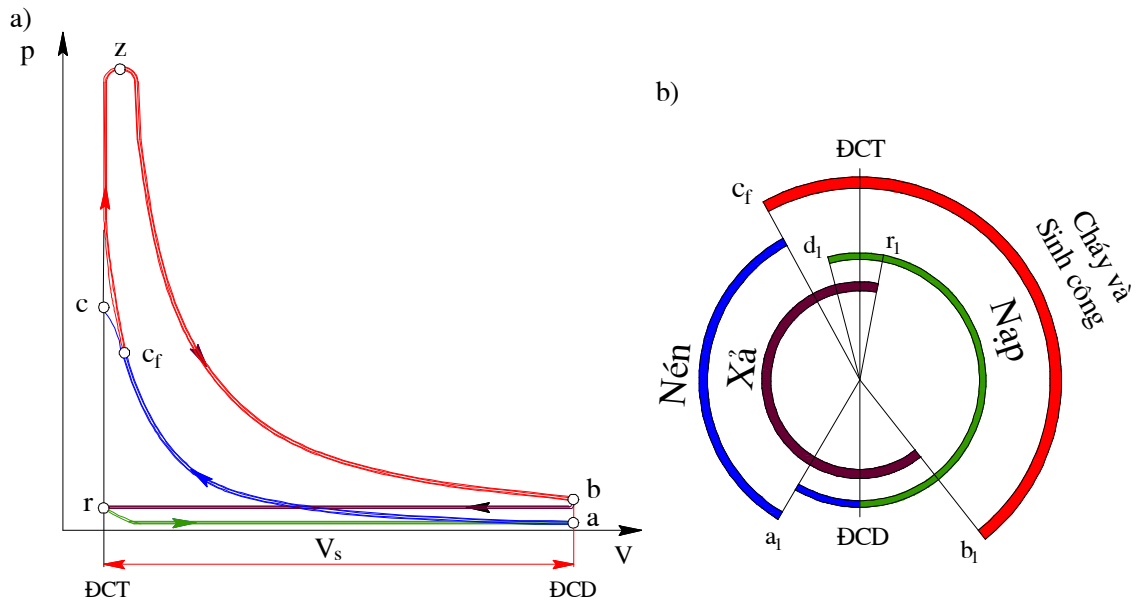 a)
p
z
c
c_f
r
b
a
V_s
V
ĐCT
ĐCD
b)
ĐCT
c_f
d_1
r_1
Cháy và
Sinh công
Nạp
Nén
Xả
a_1
ĐCD
b_1